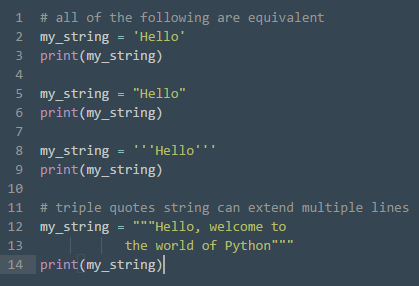 1 # all of the following are equivalent
2 my_string = 'Hello'
3 print(my_string)
4
5 my_string = "Hello"
6 print(my_string)
7
8 my_string = '''Hello'''
9 print(my_string)
10
11 # triple quotes string can extend multiple lines
12 my_string = """Hello, welcome to
13            the world of Python"""
14 print(my_string)